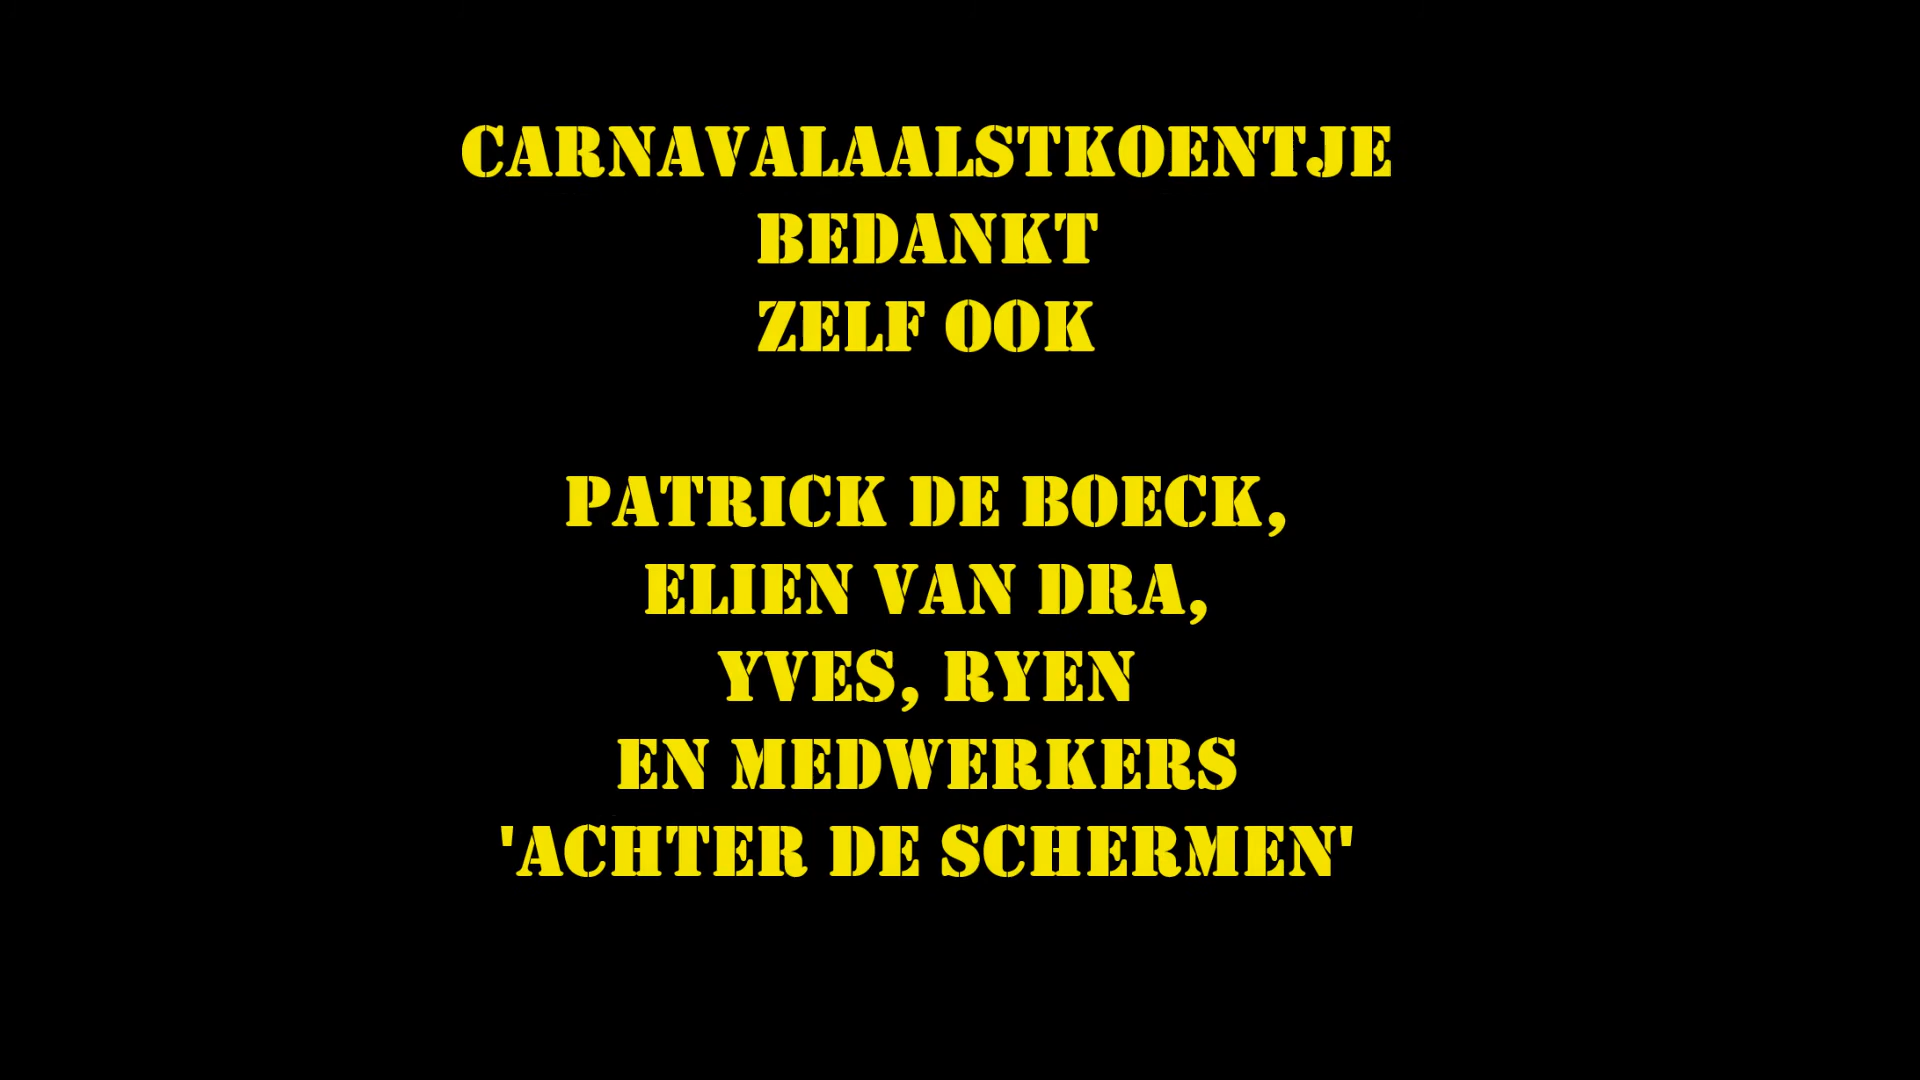 CARNAVALAALSTKOENTJE
BEDANKT
ZELF OOK
PATRICK DE BOECK,
ELIEN VAN DRA,
YVES, RYEN
EN MEDWERKERS
'ACHTER DE SCHERMEN'